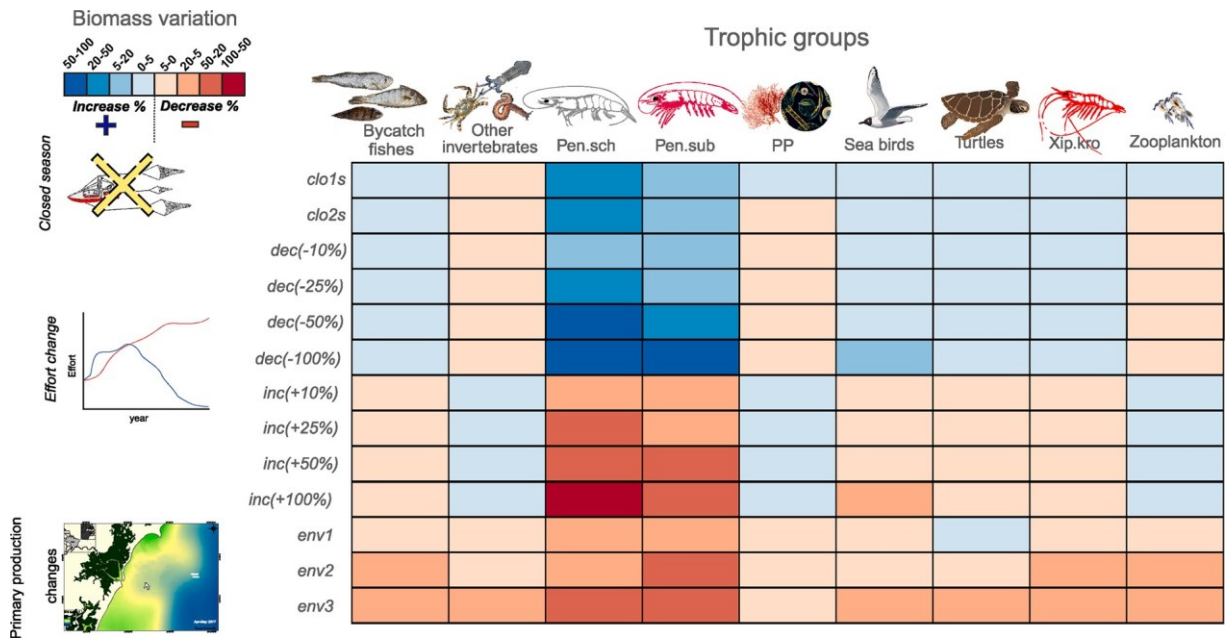 Biomass variation
50-100
20-50
5-20
0-5
5-0
20-5
50-20
100-50
Increase %
Decrease %
Trophic groups
Bycatch
fishes
Other
invertebrates
Pen.sch
Pen.sub
PP
Sea birds
Turtles
Xip.kro
Zooplankton
Closed season
clo1s
clo2s
dec(-10%)
dec(-25%)
dec(-50%)
dec(-100%)
Effort change
Effort
year
inc(+10%)
inc(+25%)
inc(+50%)
inc(+100%)
Primary production
changes
env1
env2
env3